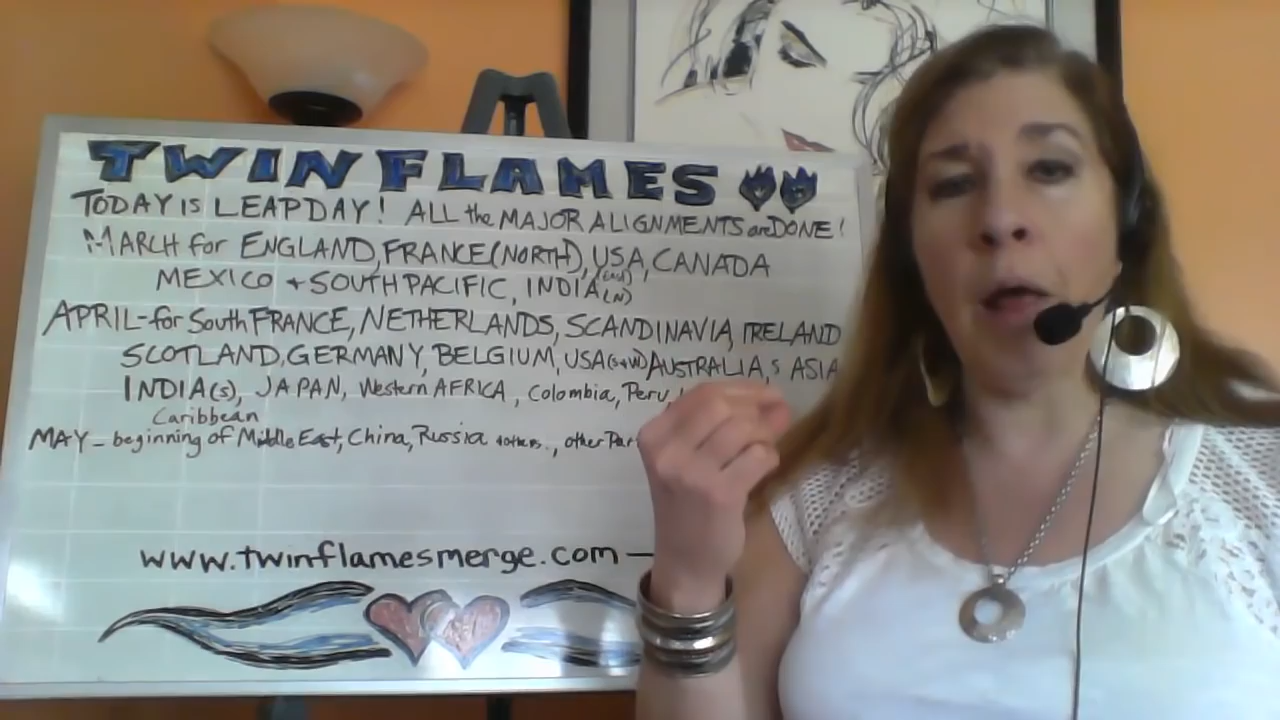 TWIN FLAMES
TODAY IS LEAPDAY! ALL the MAJOR ALIGNMENTS are DONE!
MARCH for ENGLAND, FRANCE (NORTH), USA, CANADA
(East)
MEXICO + SOUTH PACIFIC, INDIA (N)
APRIL - for South FRANCE, NETHERLANDS, SCANDINAVIA, IRELAND
SCOTLAND, GERMANY, BELGIUM, USA (S+W) AUSTRALIA, S ASIA
INDIA (S), JAPAN, Western AFRICA, Colombia, Peru,
Caribbean
MAY - beginning of Middle East, China, Russia + others.., other
www.twinflamesmerge.com —